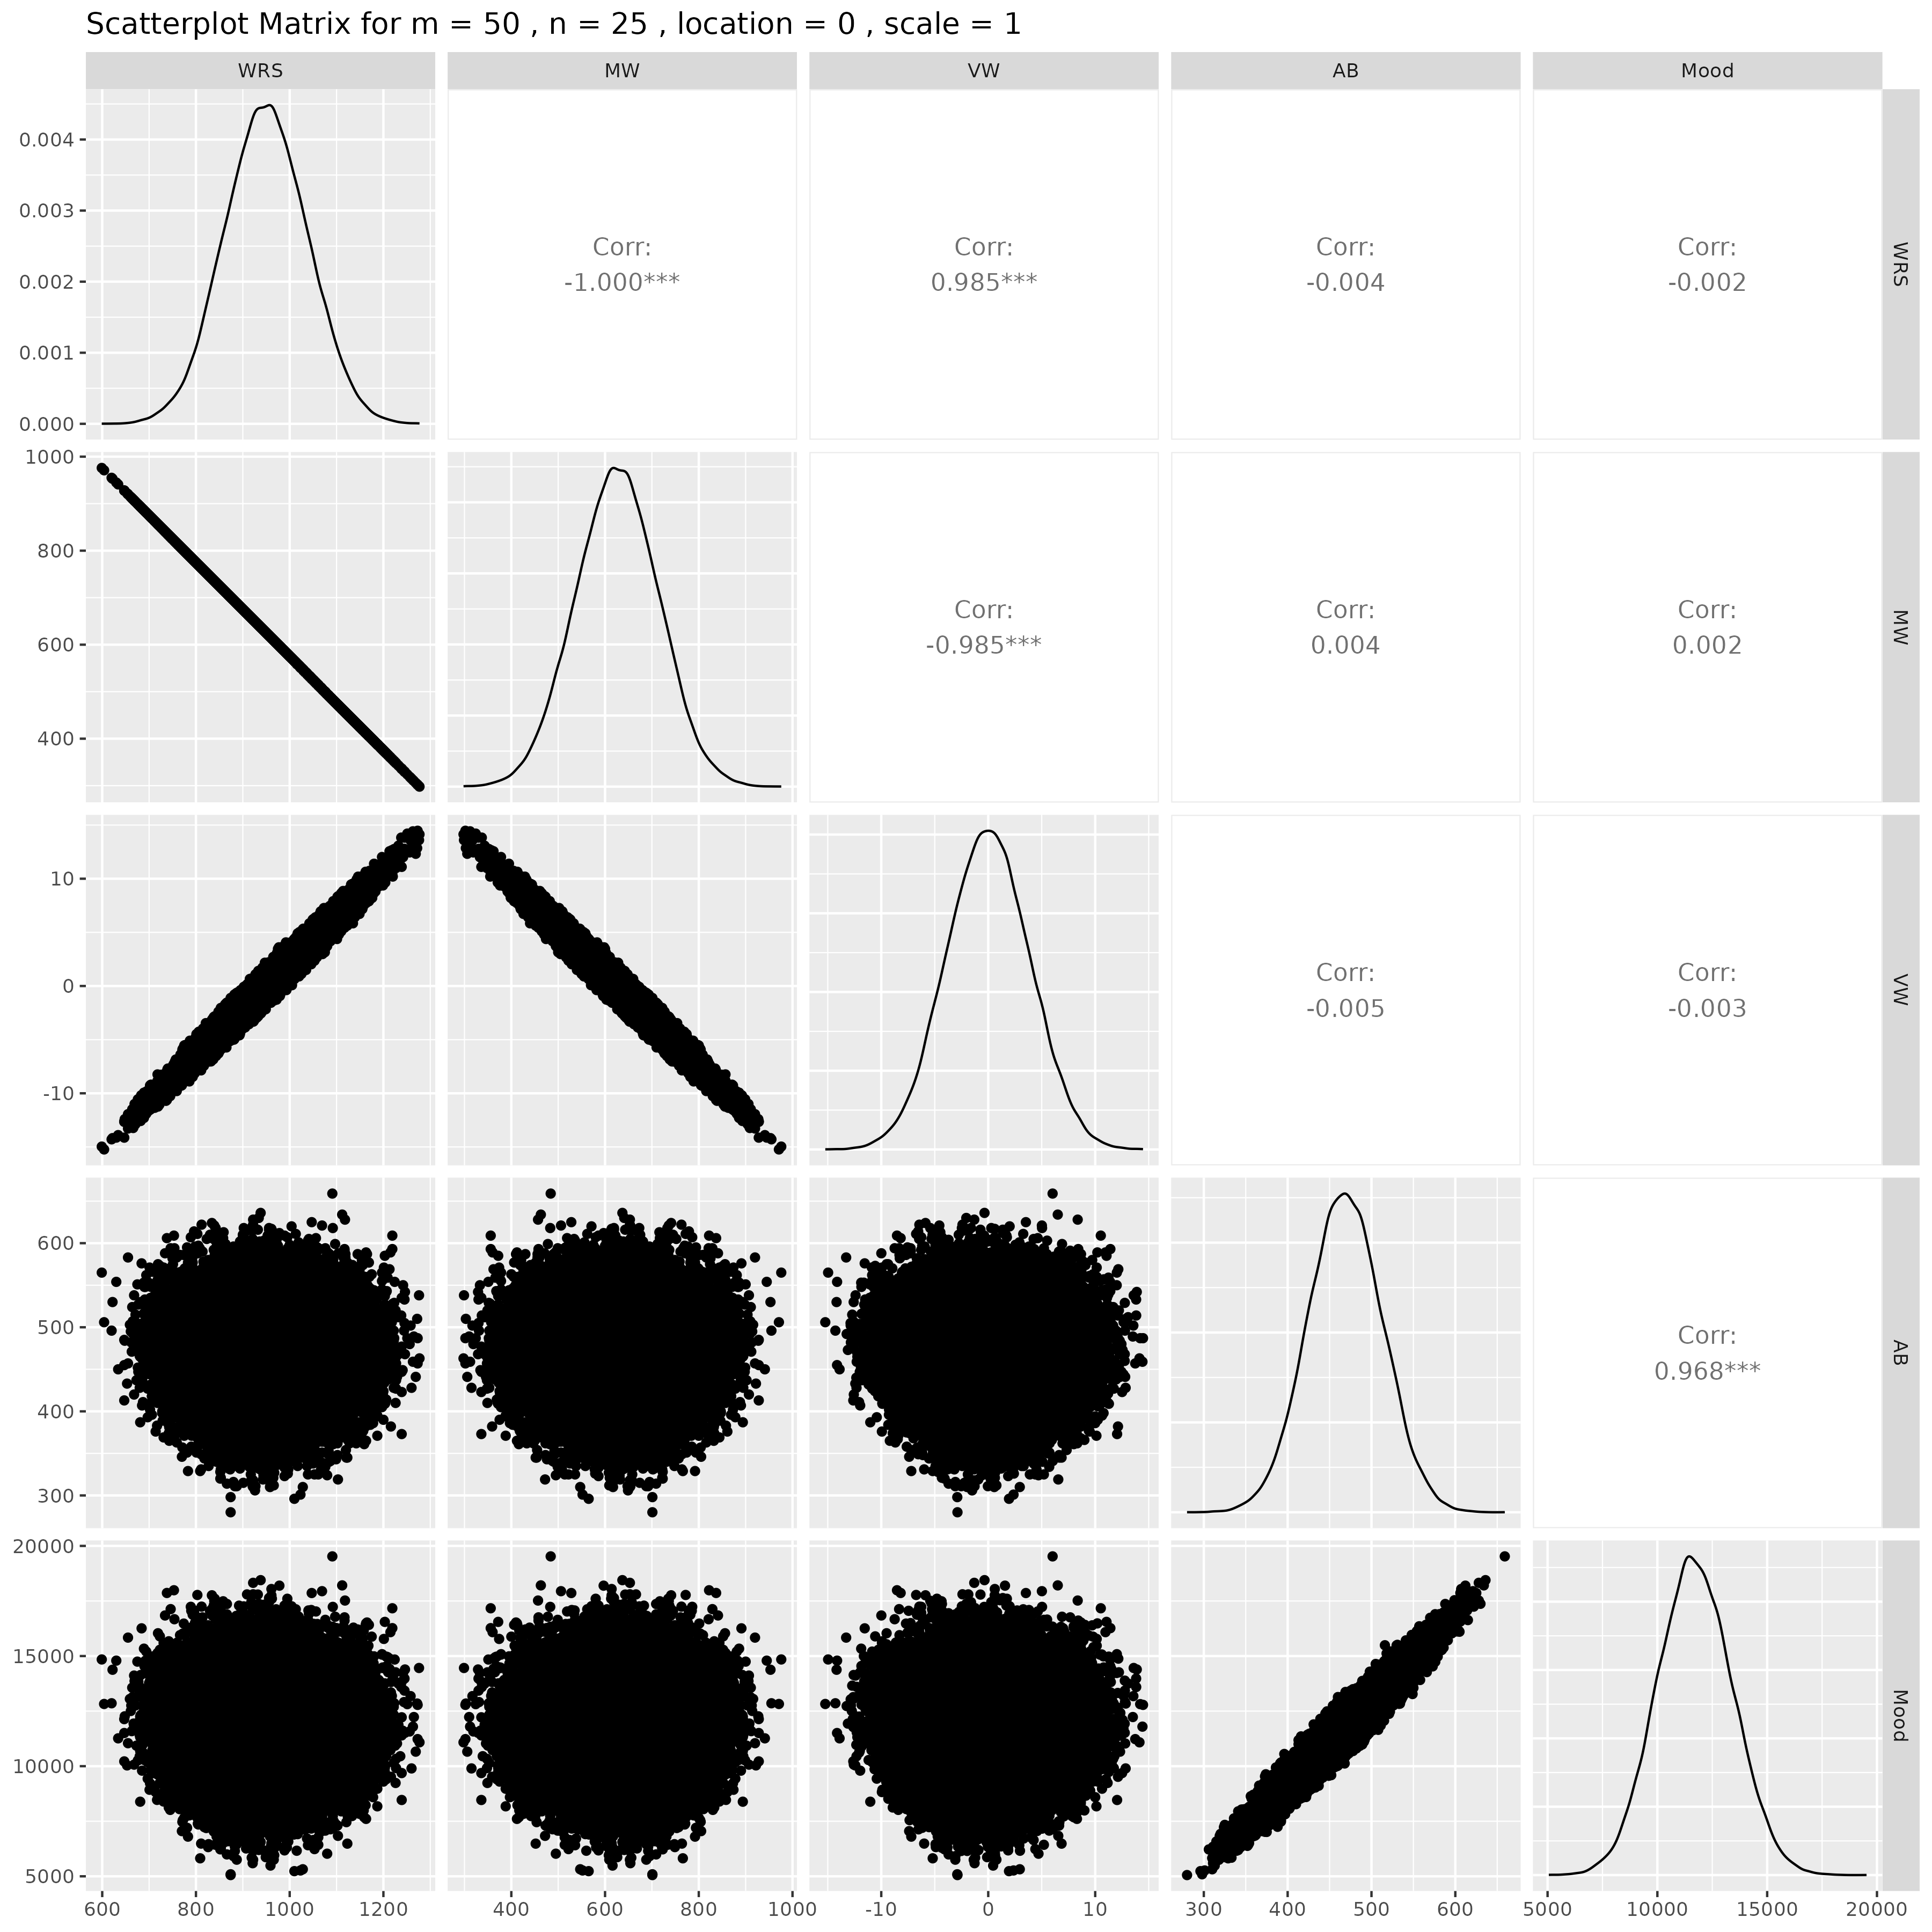 Scatterplot Matrix for m = 50 , n = 25 , location = 0 , scale = 1
WRS MW VW AB Mood
0.004
0.003
0.002
0.001
0.000
Corr:
-1.000***
Corr:
0.985***
Corr:
-0.004
Corr:
-0.002
WRS
1000
800
600
400
Corr:
-0.985***
Corr:
0.004
Corr:
0.002
MW
10
0
-10
Corr:
-0.005
Corr:
-0.003
VW
600
500
400
300
Corr:
0.968***
AB
20000
15000
10000
5000
Mood
600 800 1000 1200
400 600 800 1000
-10 0 10
300 400 500 600
5000 10000 15000 20000